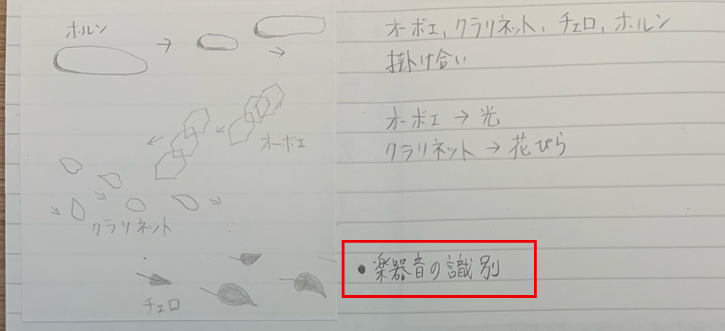 ホルン
オーボエ
クラリネット
チェロ
オーボエ, クラリネット, チェロ, ホルン
掛け合い
オーボエ → 光
クラリネット → 花びら
• 楽器音の識別